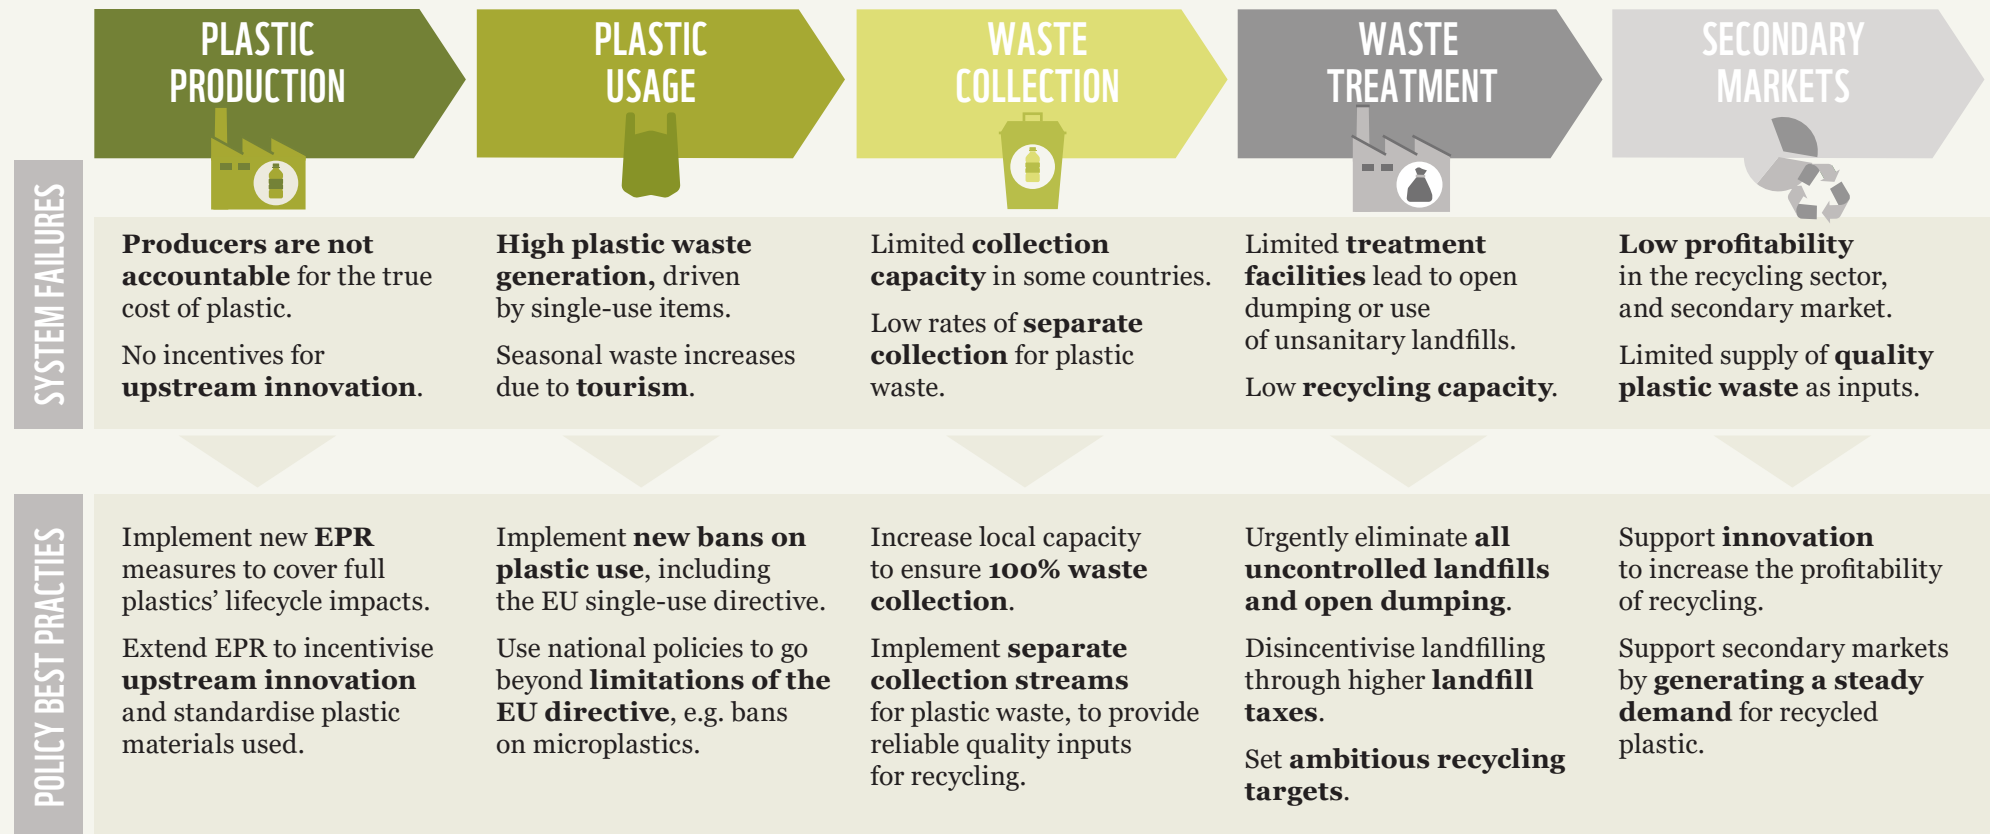 PLASTIC
PRODUCTION
PLASTIC
USAGE
WASTE
COLLECTION
WASTE
TREATMENT
SECONDARY
MARKETS
SYSTEM FAILURES
Producers are not
accountable for the true
cost of plastic.
No incentives for
upstream innovation.
High plastic waste
generation, driven
by single-use items.
Seasonal waste increases
due to tourism.
Limited collection
capacity in some countries.
Low rates of separate
collection for plastic
waste.
Limited treatment
facilities lead to open
dumping or use
of unsanitary landfills.
Low recycling capacity.
Low profitability
in the recycling sector,
and secondary market.
Limited supply of quality
plastic waste as inputs.
POLICY BEST PRACTIES
Implement new EPR
measures to cover full
plastics’ lifecycle impacts.
Extend EPR to incentivise
upstream innovation
and standardise plastic
materials used.
Implement new bans on
plastic use, including
the EU single-use directive.
Use national policies to go
beyond limitations of the
EU directive, e.g. bans
on microplastics.
Increase local capacity
to ensure 100% waste
collection.
Implement separate
collection streams
for plastic waste, to provide
reliable quality inputs
for recycling.
Urgently eliminate all
uncontrolled landfills
and open dumping.
Disincentivise landfilling
through higher landfill
taxes.
Set ambitious recycling
targets.
Support innovation
to increase the profitability
of recycling.
Support secondary markets
by generating a steady
demand for recycled
plastic.